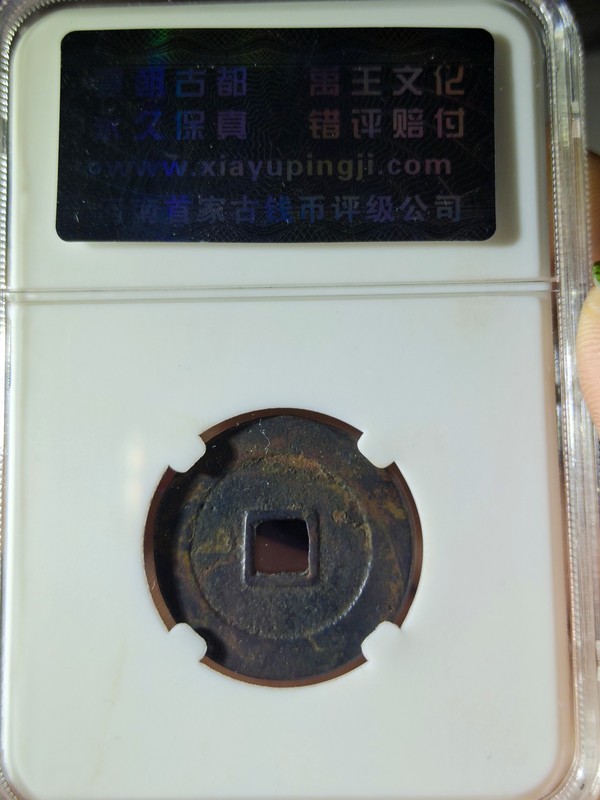 古都 禹王文化
久保真 错评赔付
www.xiayupingji.com
首家古钱币评级公司